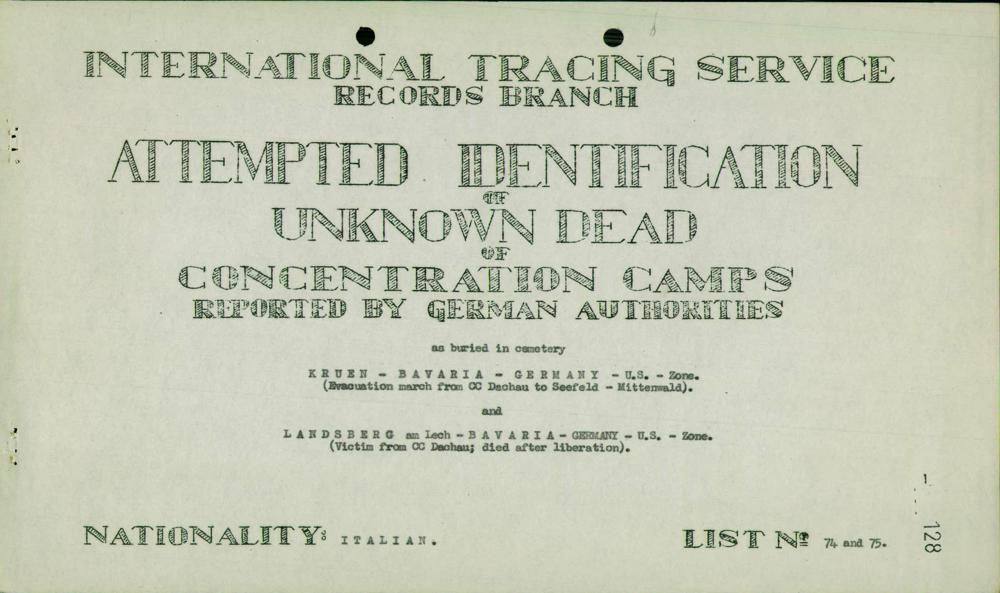 INTERNATIONAL TRACING SERVICE
RECORDS BRANCH
ATTEMPTED IDENTIFICATION
OF
UNKNOWN DEAD
OF
CONCENTRATION CAMPS
REPORTED BY GERMAN AUTHORITIES
as buried in cemetery
KRUEN - BAVARIA - GERMANY - U.S. - Zone.
(Evacuation march from CC Dachau to Seefeld - Mittenwald).
and
LANDSBERG am Lech - BAVARIA - GERMANY - U.S. - Zone.
(Victim from CC Dachau; died after liberation).
NATIONALITY: ITALIAN.
LIST Nº 74 and 75.
128